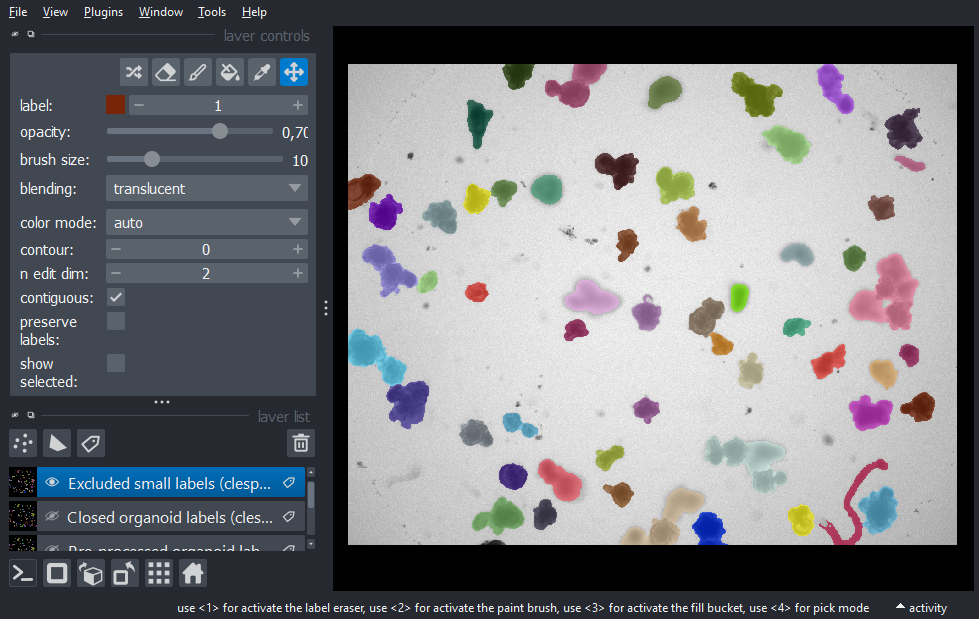 File View Plugins Window Tools Help
layer controls
label: 1
opacity: 0,70
brush size: 10
blending: translucent
color mode: auto
contour: 0
n edit dim: 2
contiguous:
preserve
labels:
show
selected:
layer list
Excluded small labels (clesp...
Closed organoid labels (cles...
Pre-processed organoid lab...
use <1> for activate the label eraser, use <2> for activate the paint brush, use <3> for activate the fill bucket, use <4> for pick mode
activity